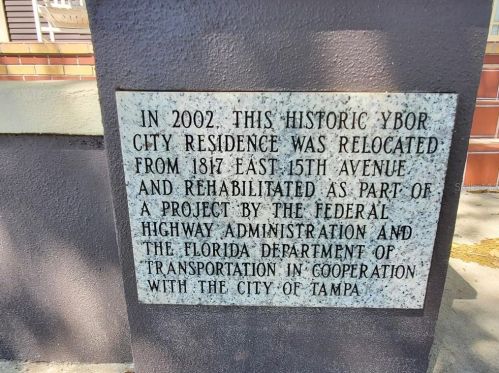 IN 2002, THIS HISTORIC YBOR
CITY RESIDENCE WAS RELOCATED
FROM 1817 EAST 15TH AVENUE
AND REHABILITATED AS PART OF
A PROJECT BY THE FEDERAL
HIGHWAY ADMINISTRATION AND
THE FLORIDA DEPARTMENT OF
TRANSPORTATION IN COOPERATION
WITH THE CITY OF TAMPA